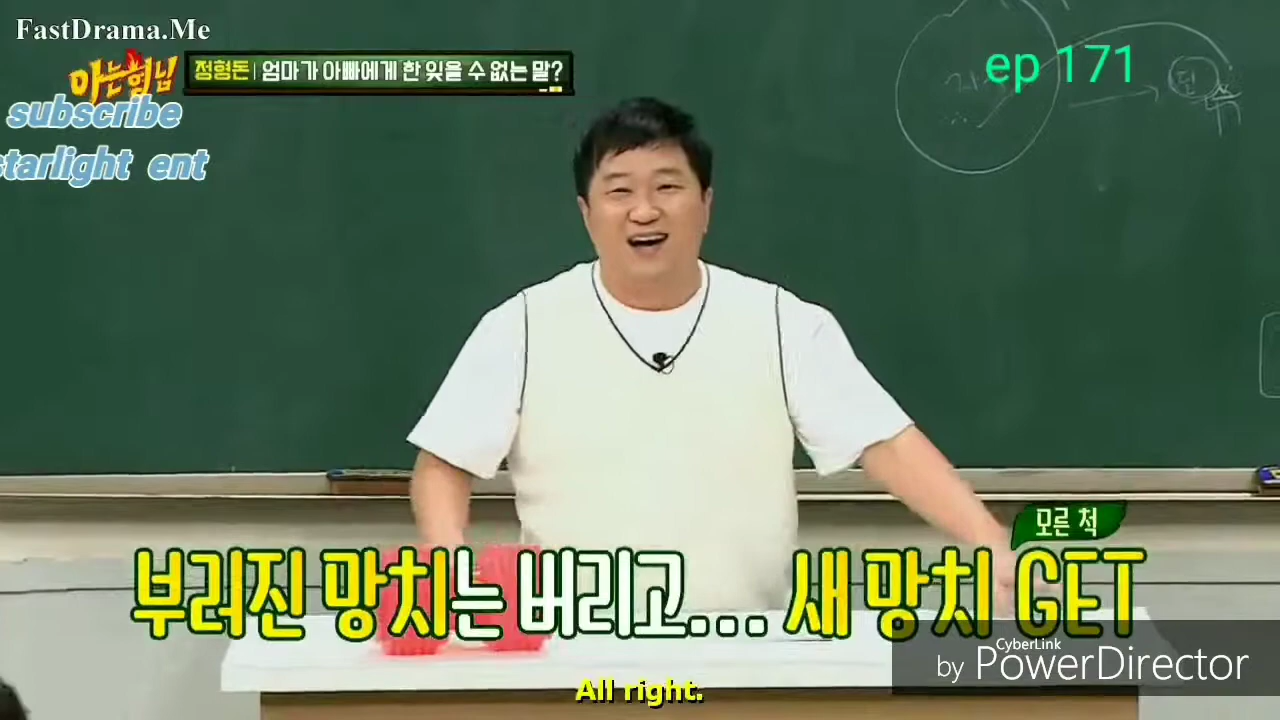 FastDrama.Me
아는형님
정형돈 | 엄마가 아빠에게 한 잊을 수 없는 말?
ep 171
subscribe
starlight ent
모른 척
부러진 망치는 버리고... 새 망치 GET
CyberLink
by PowerDirector
All right.